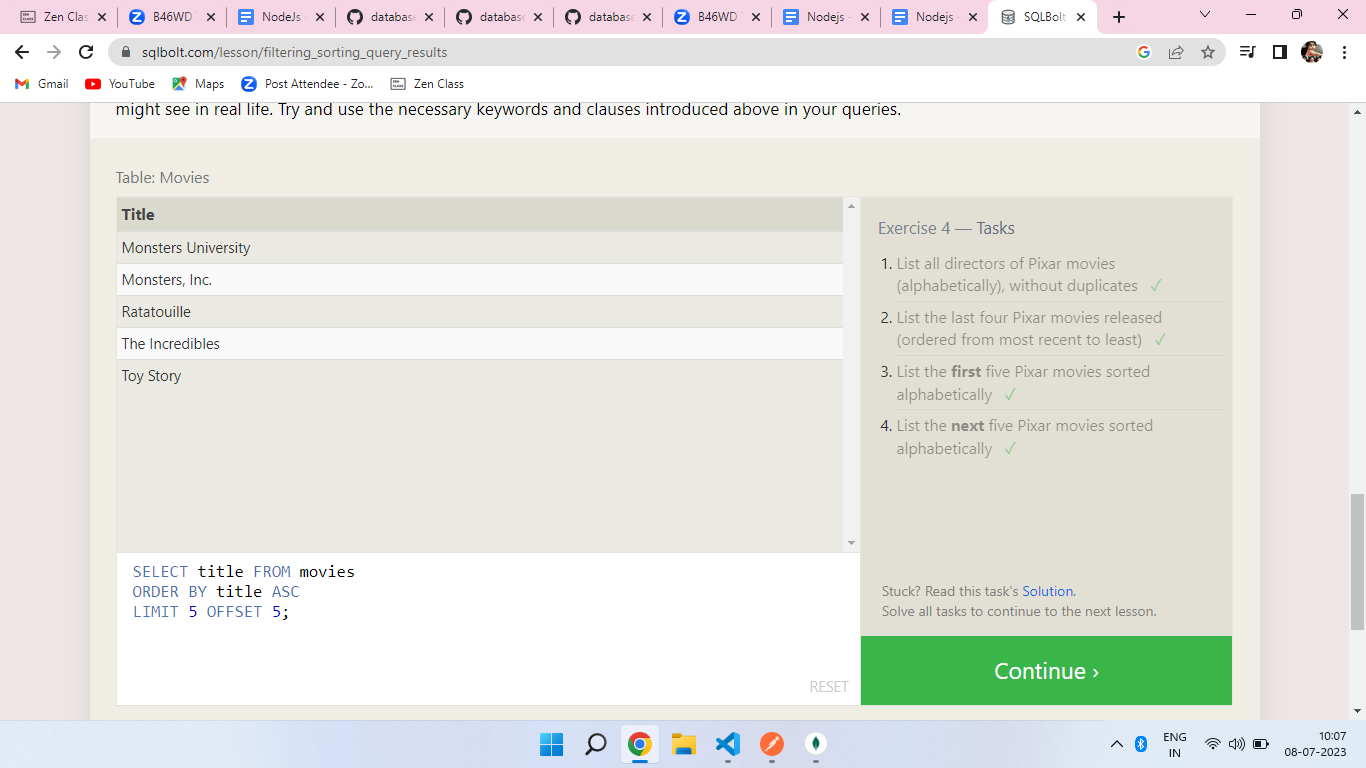 Zen Clas
B46WD
NodeJs -
database
database
database
B46WD
Nodejs -
Nodejs -
SQLBolt
sqlbolt.com/lesson/filtering_sorting_query_results
Gmail
YouTube
Maps
Post Attendee - Zo...
Zen Class
might see in real life. Try and use the necessary keywords and clauses introduced above in your queries.
Table: Movies
Title
Monsters University
Monsters, Inc.
Ratatouille
The Incredibles
Toy Story
SELECT title FROM movies
ORDER BY title ASC
LIMIT 5 OFFSET 5;
RESET
Exercise 4 — Tasks
1. List all directors of Pixar movies
(alphabetically), without duplicates ✓
2. List the last four Pixar movies released
(ordered from most recent to least) ✓
3. List the first five Pixar movies sorted
alphabetically ✓
4. List the next five Pixar movies sorted
alphabetically ✓
Stuck? Read this task's Solution.
Solve all tasks to continue to the next lesson.
Continue ›
ENG
IN
10:07
08-07-2023